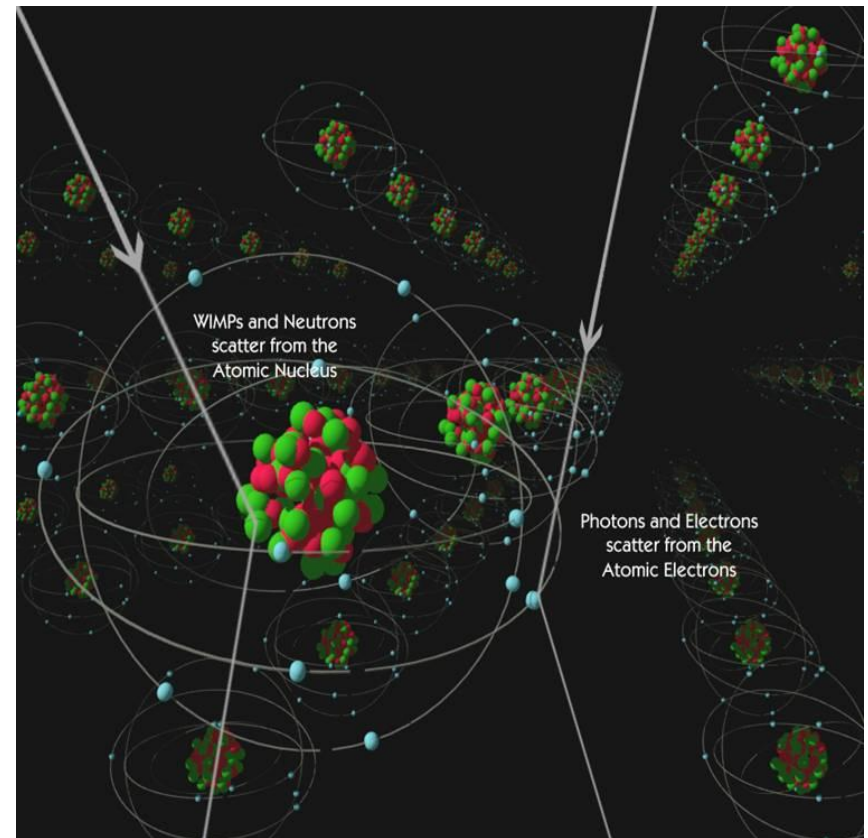 WIMPs and Neutrons
scatter from the
Atomic Nucleus
Photons and Electrons
scatter from the
Atomic Electrons